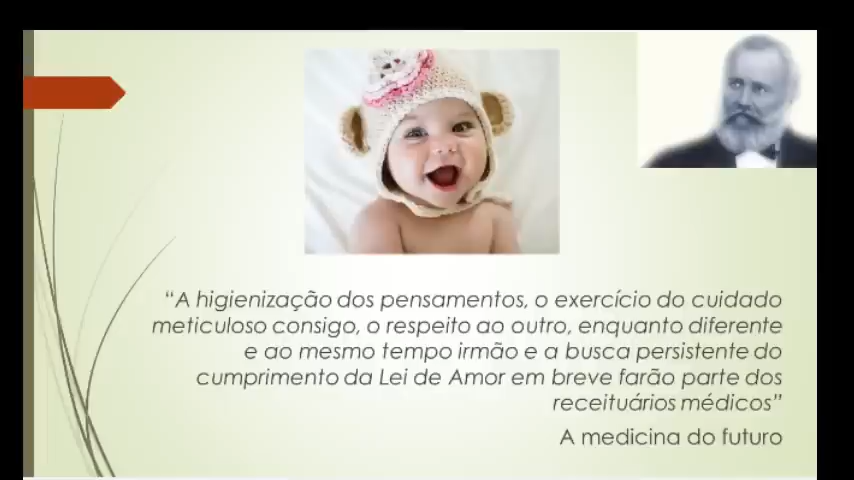 “A higienização dos pensamentos, o exercício do cuidado
meticuloso consigo, o respeito ao outro, enquanto diferente
e ao mesmo tempo irmão e a busca persistente do
cumprimento da Lei de Amor em breve farão parte dos
receituários médicos”
A medicina do futuro